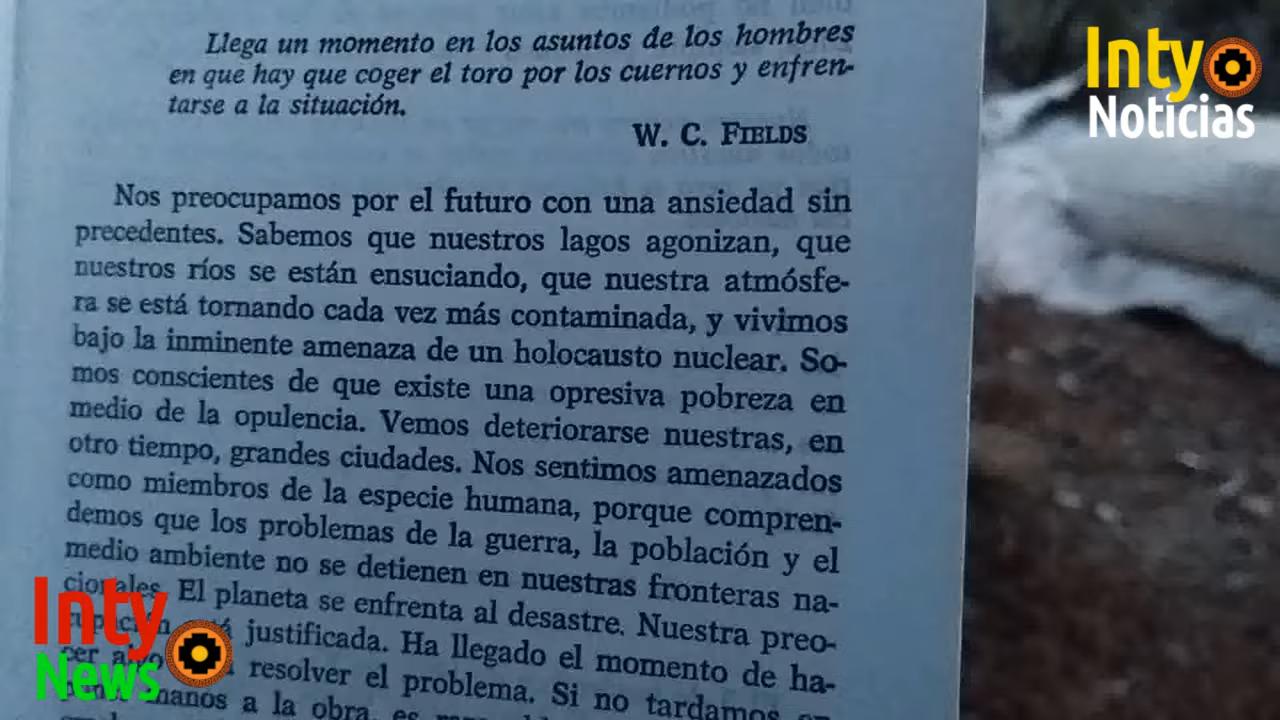 Llega un momento en los asuntos de los hombres
en que hay que coger el toro por los cuernos y enfren-
tarse a la situación.
W. C. FIELDS
Nos preocupamos por el futuro con una ansiedad sin
precedentes. Sabemos que nuestros lagos agonizan, que
nuestros ríos se están ensuciando, que nuestra atmósfe-
ra se está tornando cada vez más contaminada, y vivimos
bajo la inminente amenaza de un holocausto nuclear. So-
mos conscientes de que existe una opresiva pobreza en
medio de la opulencia. Vemos deteriorarse nuestras, en
otro tiempo, grandes ciudades. Nos sentimos amenazados
como miembros de la especie humana, porque compren-
demos que los problemas de la guerra, la población y el
medio ambiente no se detienen en nuestras fronteras na-
cionales. El planeta se enfrenta al desastre. Nuestra preo-
justificada. Ha llegado el momento de ha-
cer resolver el problema. Si no tardamos en
manos a la obra, es
Inty
Noticias
Inty
News